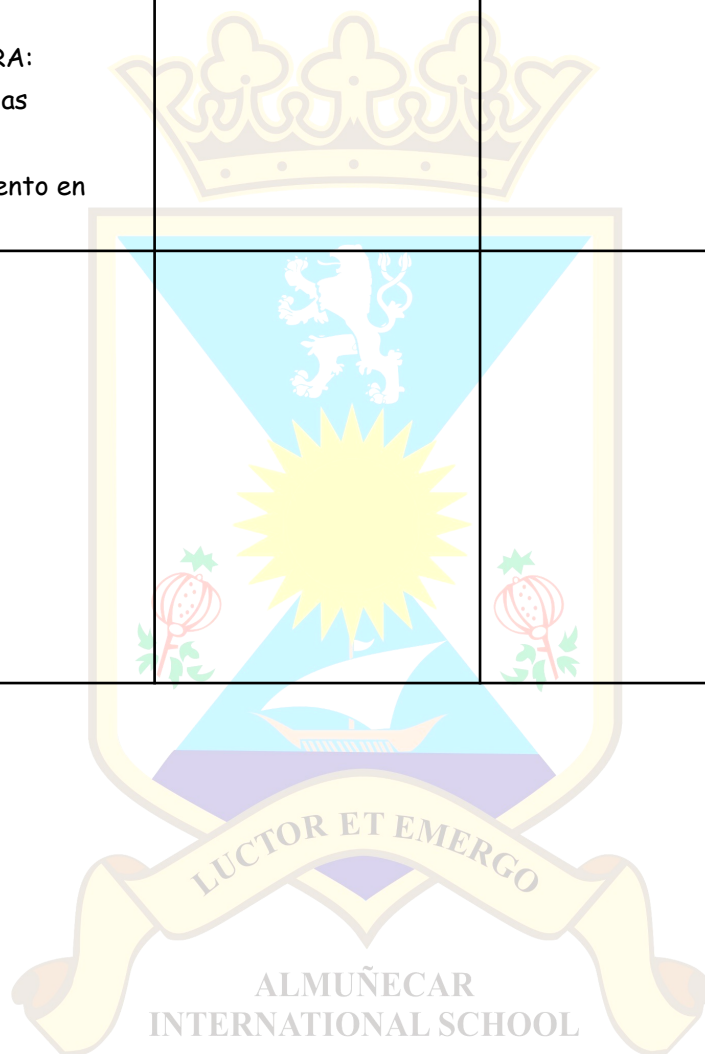 RA:
as
ento en
LUCTOR ET EMERGO
ALMUÑECAR
INTERNATIONAL SCHOOL